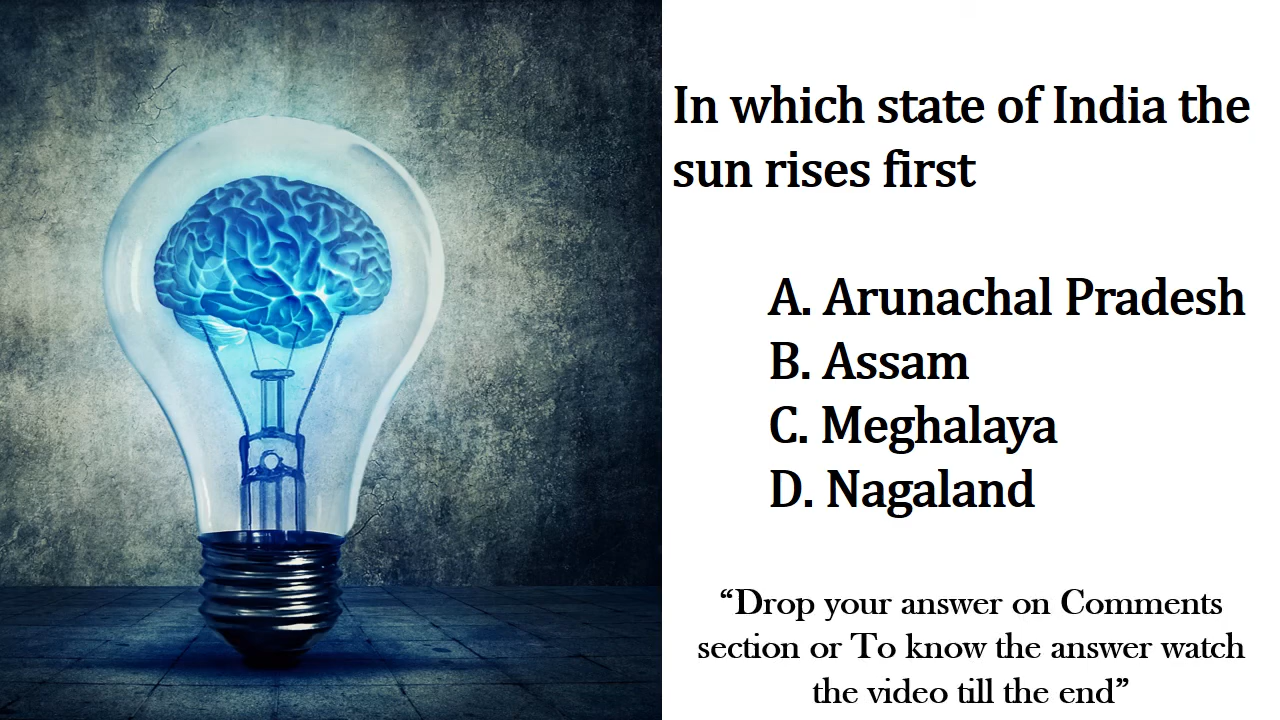 In which state of India the
sun rises first
A. Arunachal Pradesh
B. Assam
C. Meghalaya
D. Nagaland
“Drop your answer on Comments
section or To know the answer watch
the video till the end”